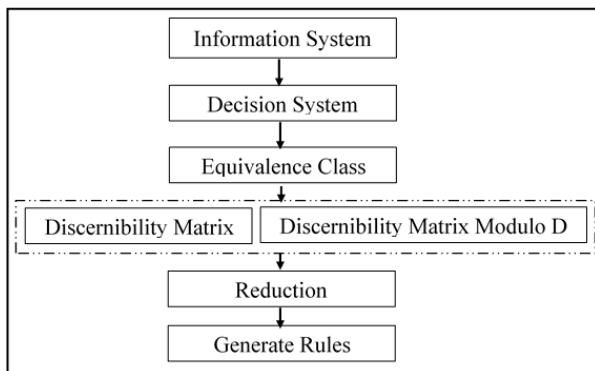 Information System
Decision System
Equivalence Class
Discernibility Matrix
Discernibility Matrix Modulo D
Reduction
Generate Rules